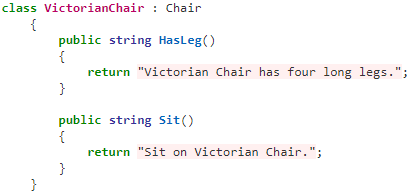 class VictorianChair : Chair
{
public string HasLeg()
{
return "Victorian Chair has four long legs.";
}
public string Sit()
{
return "Sit on Victorian Chair.";
}
}